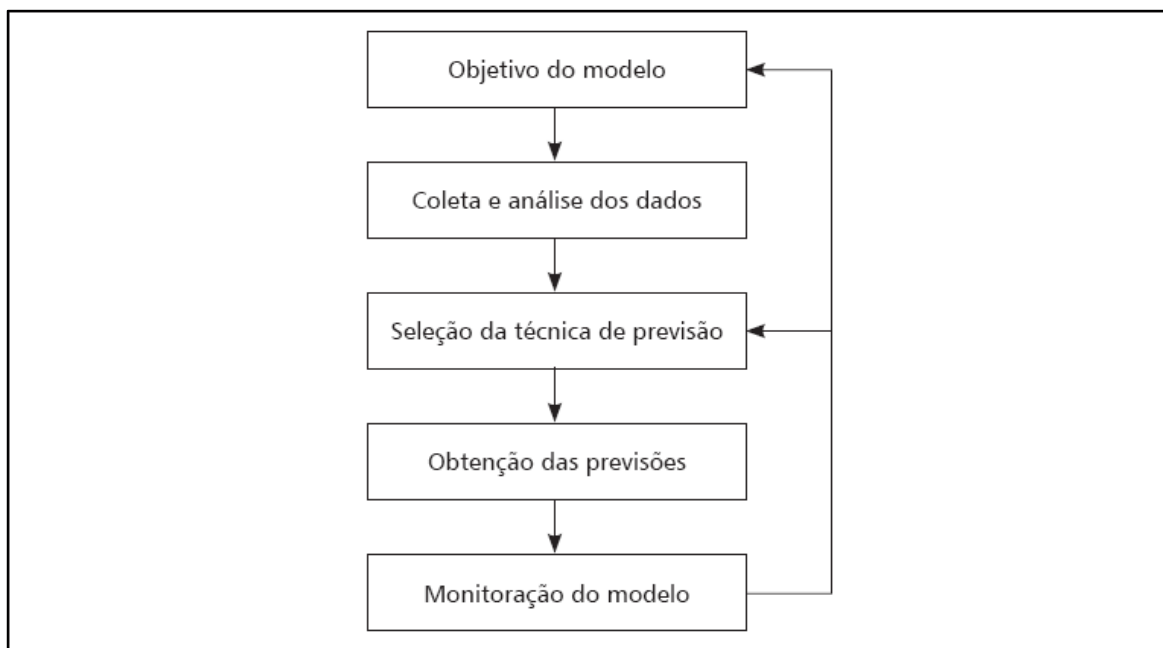 Objetivo do modelo
Coleta e análise dos dados
Seleção da técnica de previsão
Obtenção das previsões
Monitoração do modelo